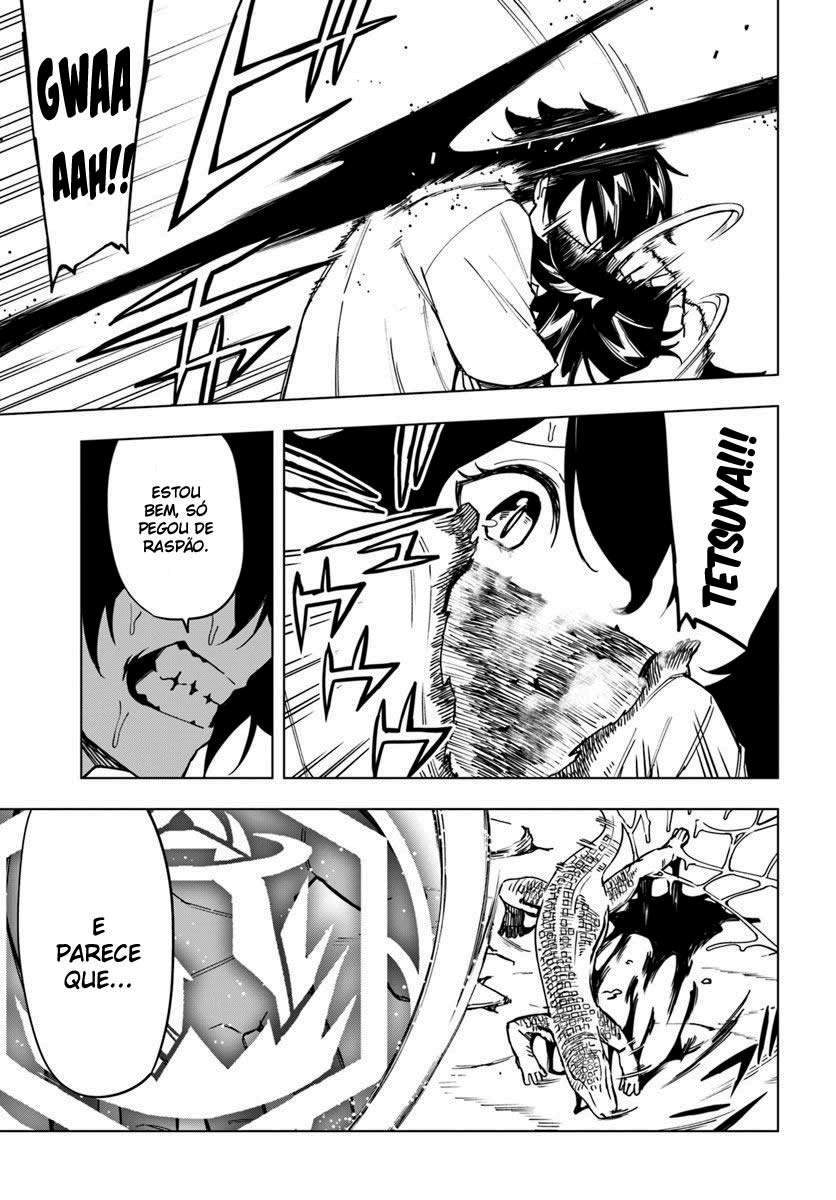 GWAA
AAH!!
TETSUYA!!!
ESTOU
BEM, SÓ
PEGOU DE
RASPÃO.
E
PARECE
QUE...